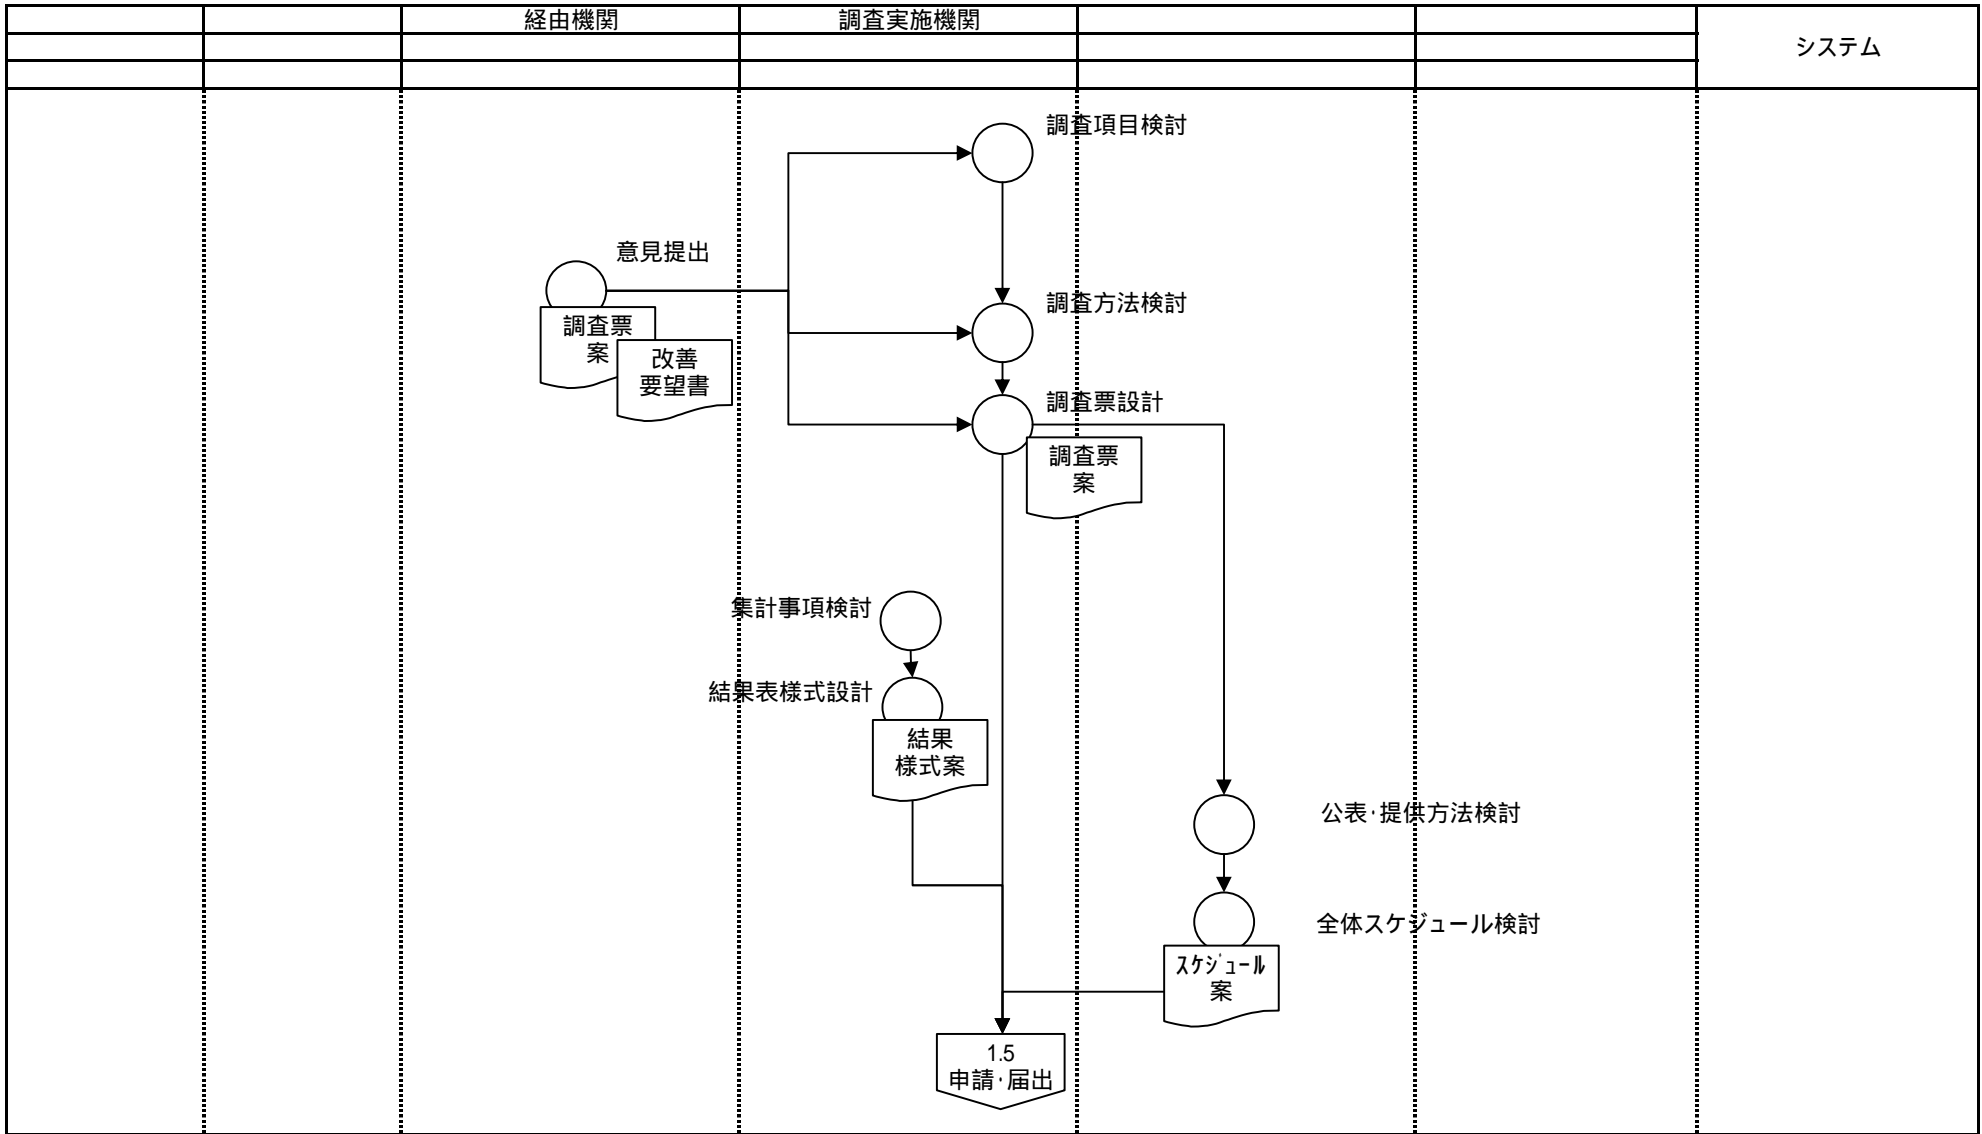 経由機関
調査実施機関
システム
調査項目検討
意見提出
調査票
案
改善
要望書
調査方法検討
調査票設計
調査票
案
集計事項検討
結果表様式設計
結果
様式案
公表・提供方法検討
全体スケジュール検討
ｽｹｼﾞｭｰﾙ
案
1.5
申請・届出